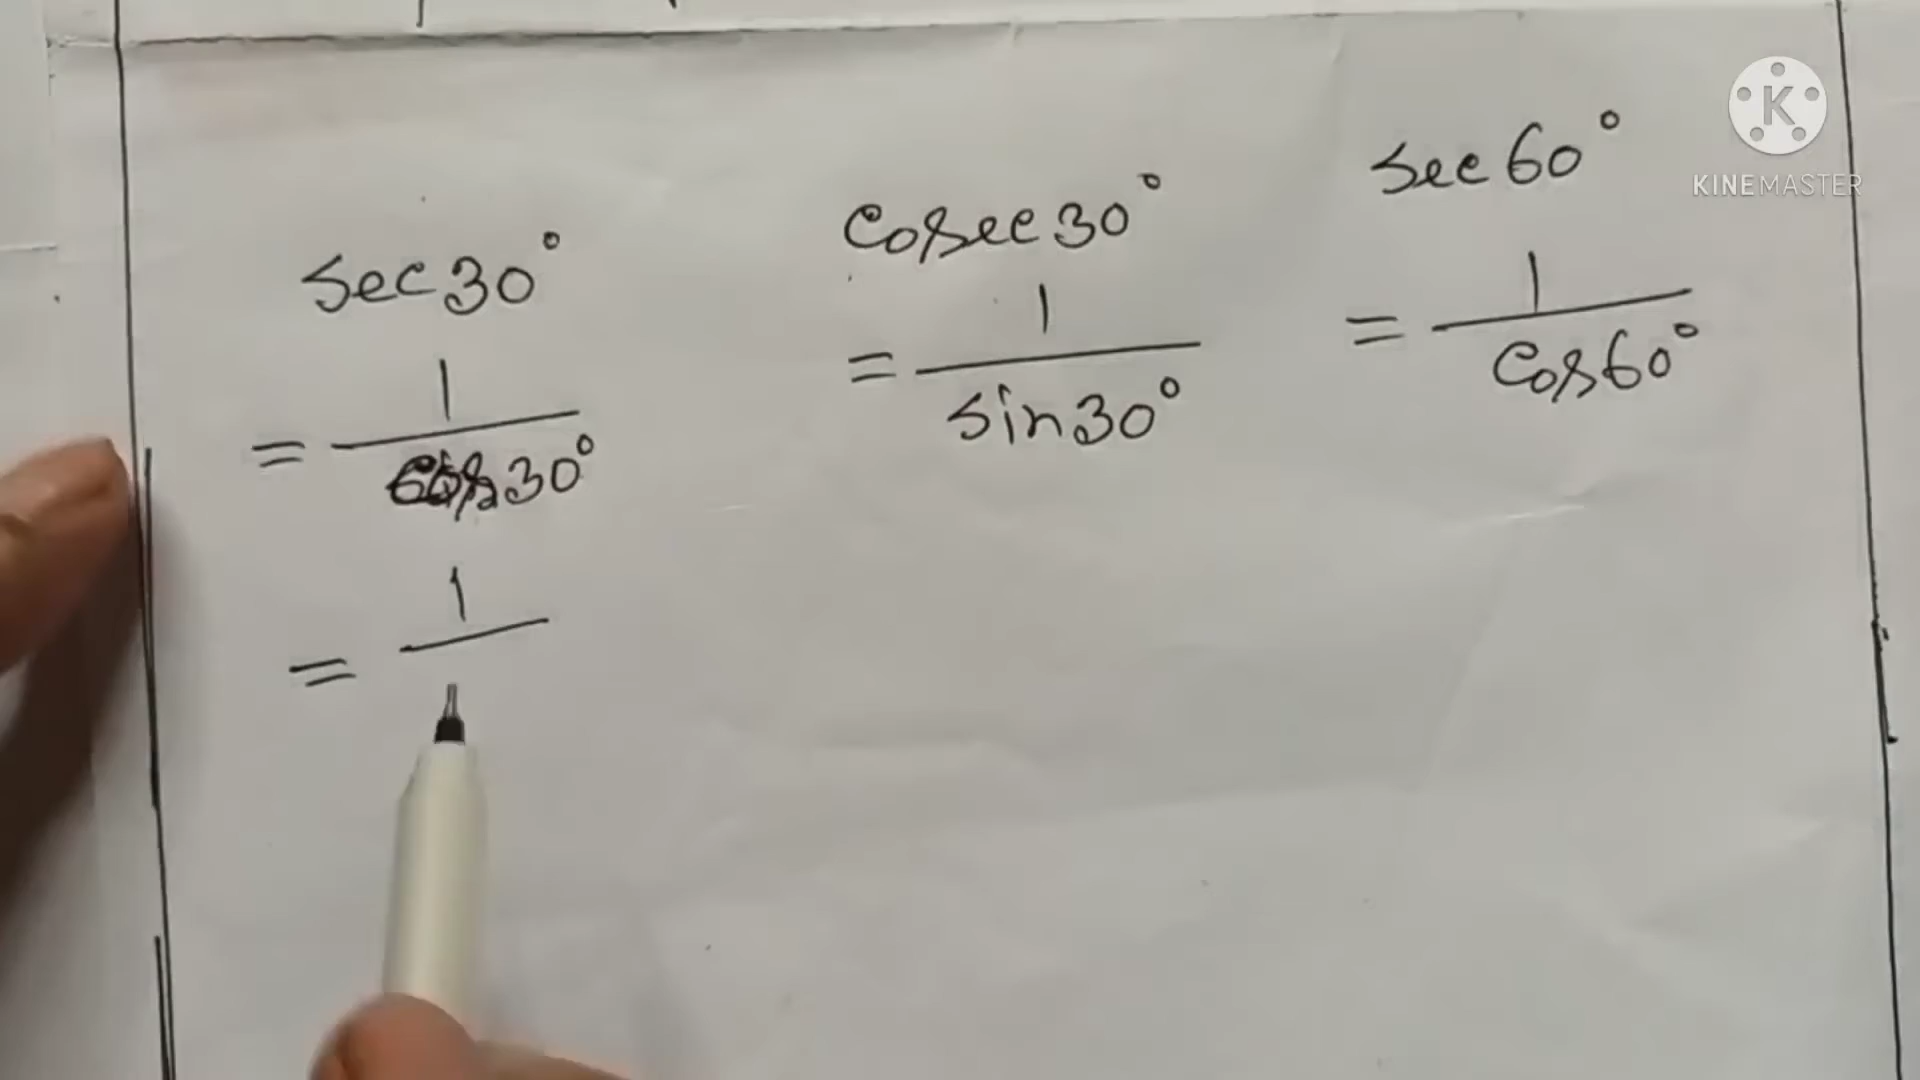 sec 30°
= 1
cos 30°
= 1
cosec 30°
= 1
sin 30°
sec 60°
= 1
cos 60°
K
KINEMASTER